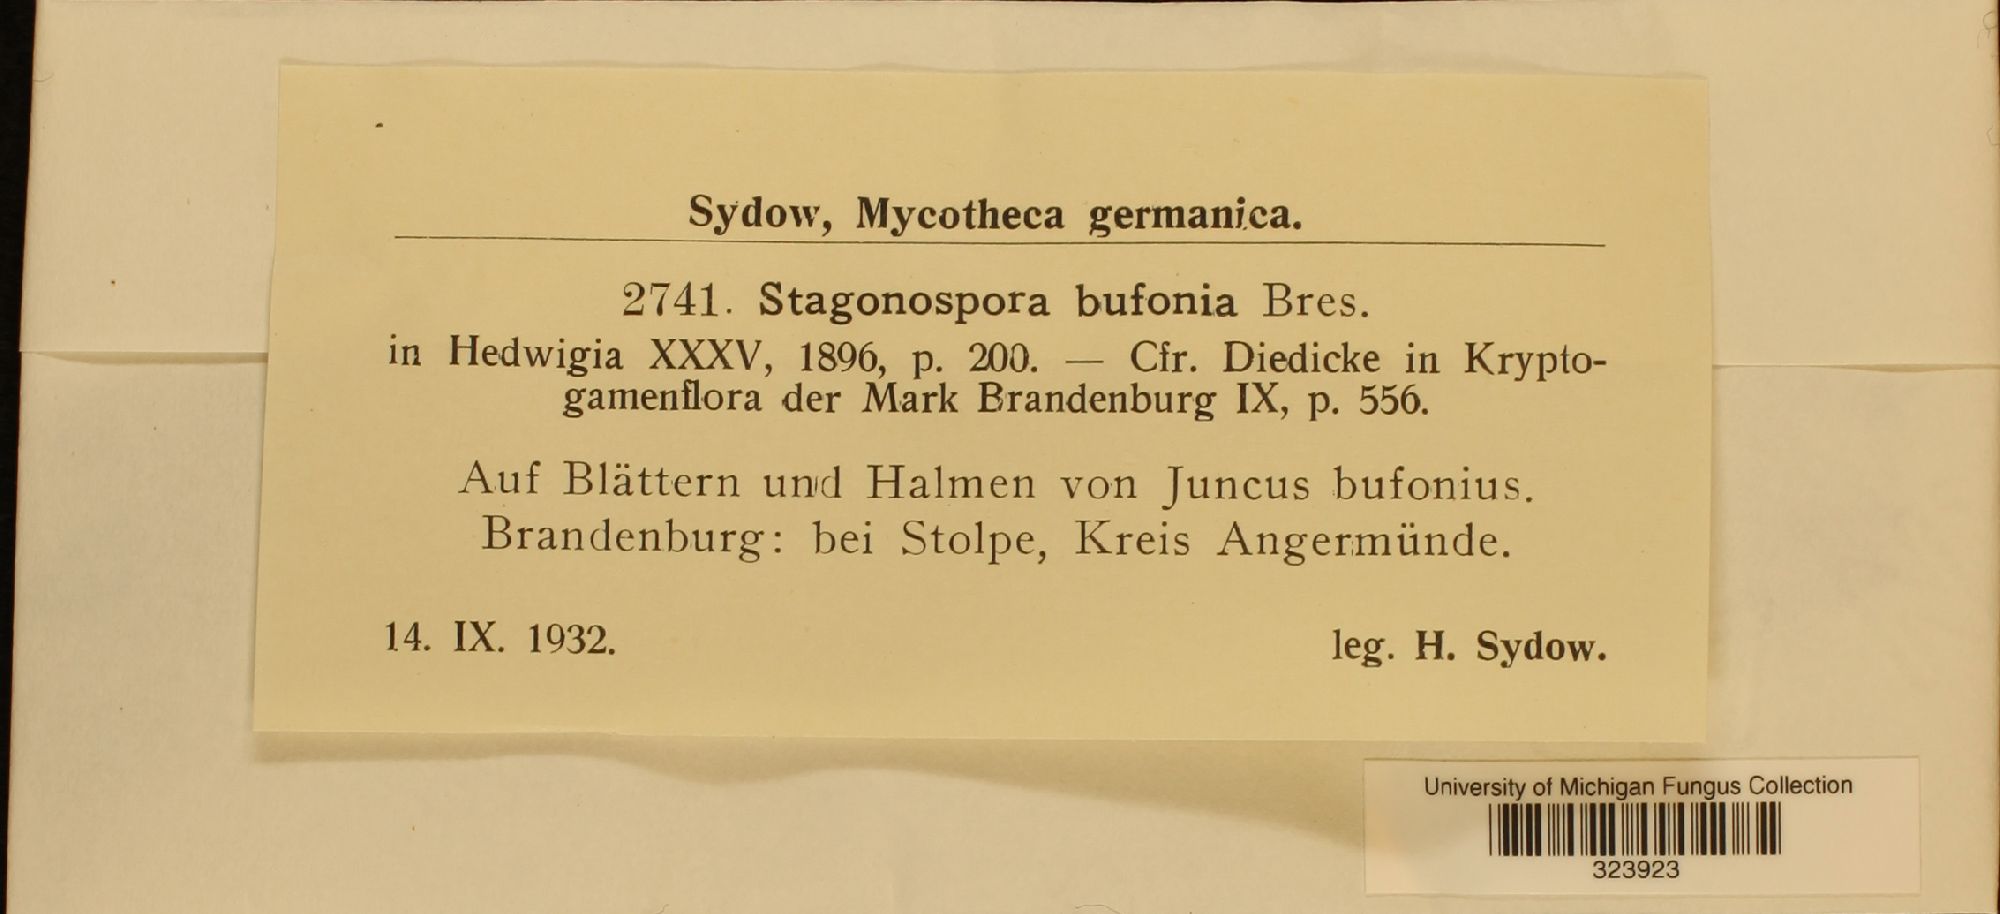 Sydow, Mycotheca germanica.
2741. Stagonospora bufonia Bres.
in Hedwigia XXXV, 1896, p. 200. — Cfr. Diedicke in Krypto-
gamenflora der Mark Brandenburg IX, p. 556.
Auf Blättern und Halmen von Juncus bufonius.
Brandenburg: bei Stolpe, Kreis Angermünde.
14. IX. 1932. leg. H. Sydow.
University of Michigan Fungus Collection
323923